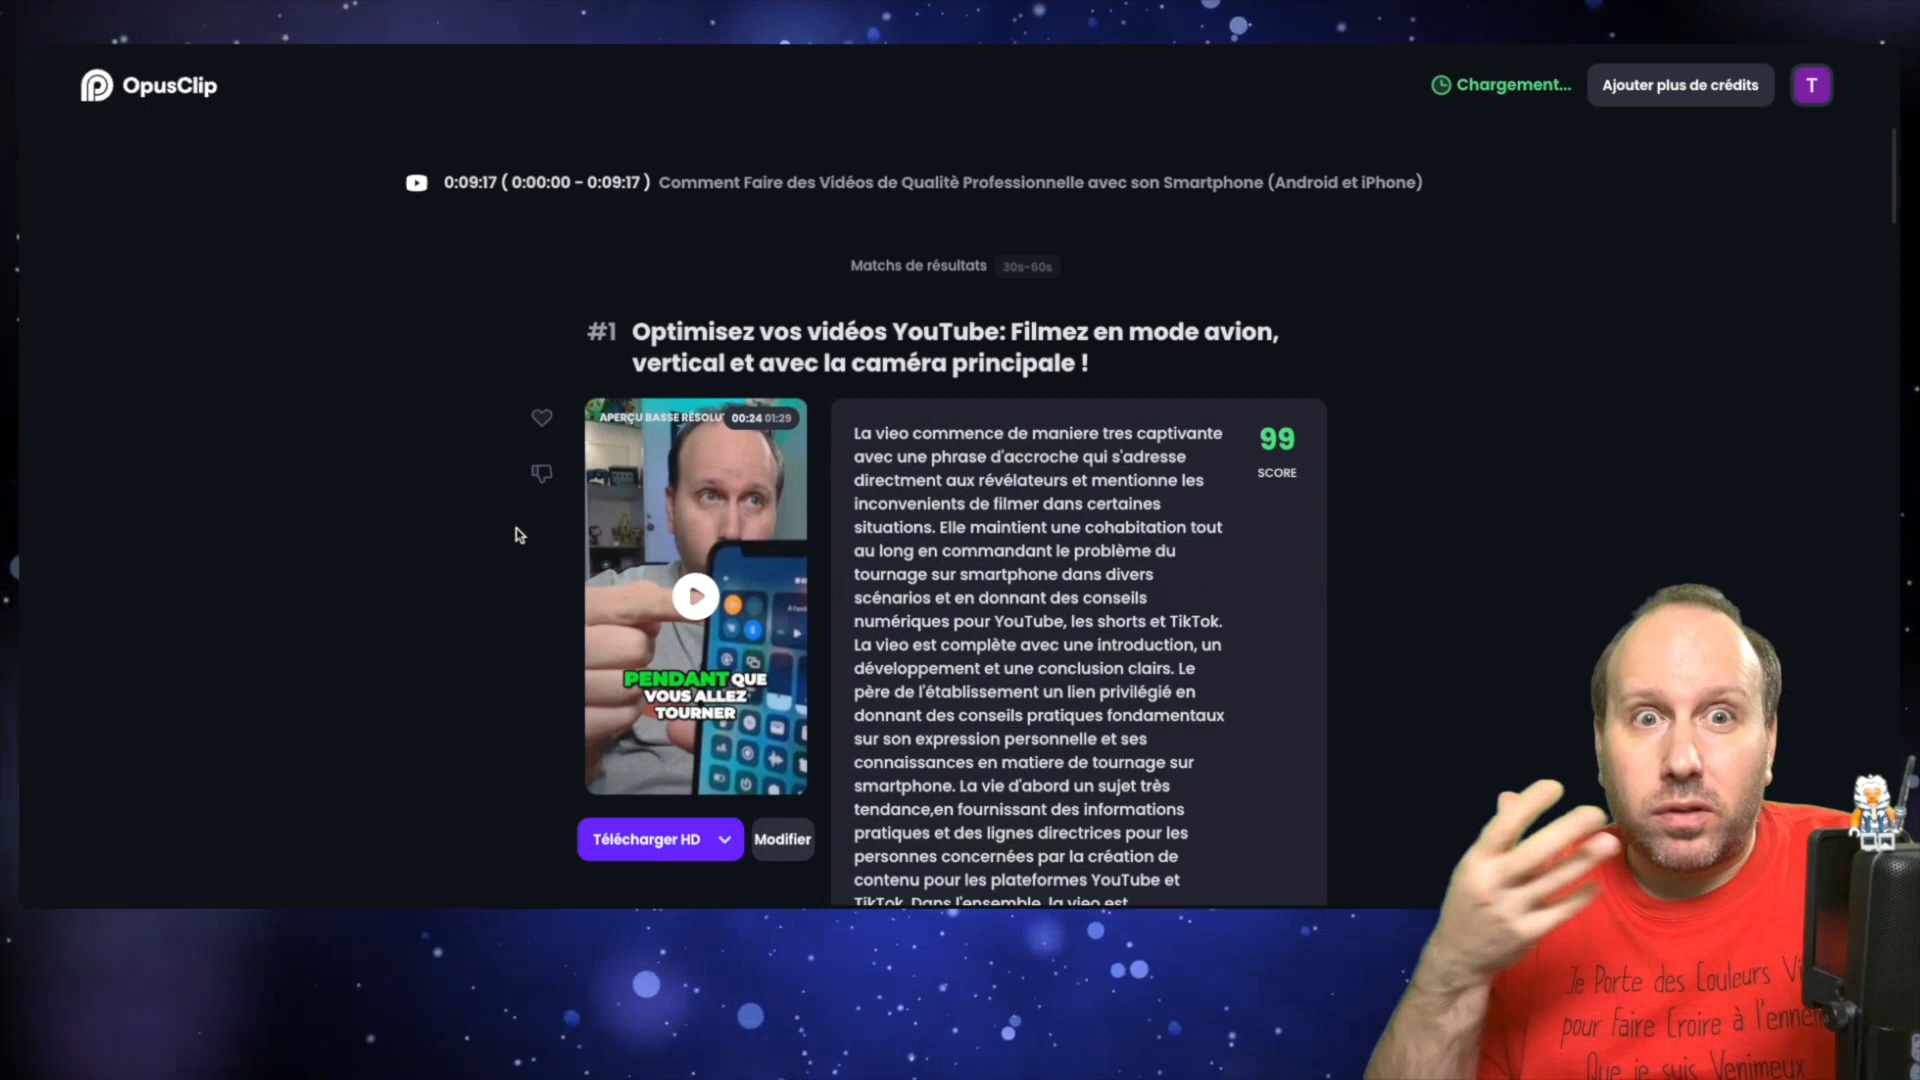 OpusClip
Chargement...
Ajouter plus de crédits
T
0:09:17 ( 0:00:00 - 0:09:17 ) Comment Faire des Vidéos de Qualitè Professionnelle avec son Smartphone (Android et iPhone)
Matchs de résultats 30s-60s
#1 Optimisez vos vidéos YouTube: Filmez en mode avion,
vertical et avec la caméra principale !
APERÇU BASSE RÉSOLU 00:24 01:29
PENDANT QUE
VOUS ALLEZ
TOURNER
Télécharger HD
Modifier
La vieo commence de maniere tres captivante
avec une phrase d'accroche qui s'adresse
directment aux révélateurs et mentionne les
inconvenients de filmer dans certaines
situations. Elle maintient une cohabitation tout
au long en commandant le problème du
tournage sur smartphone dans divers
scénarios et en donnant des conseils
numériques pour YouTube, les shorts et TikTok.
La vieo est complète avec une introduction, un
développement et une conclusion clairs. Le
père de l'établissement un lien privilégié en
donnant des conseils pratiques fondamentaux
sur son expression personnelle et ses
connaissances en matiere de tournage sur
smartphone. La vie d'abord un sujet très
tendance,en fournissant des informations
pratiques et des lignes directrices pour les
personnes concernées par la création de
contenu pour les plateformes YouTube et
TikTok. Dans l'ensemble, la vieo est
99
SCORE
Je Porte des Couleurs Vi
pour Faire Croire à l'ennem
Que je suis Venimeux